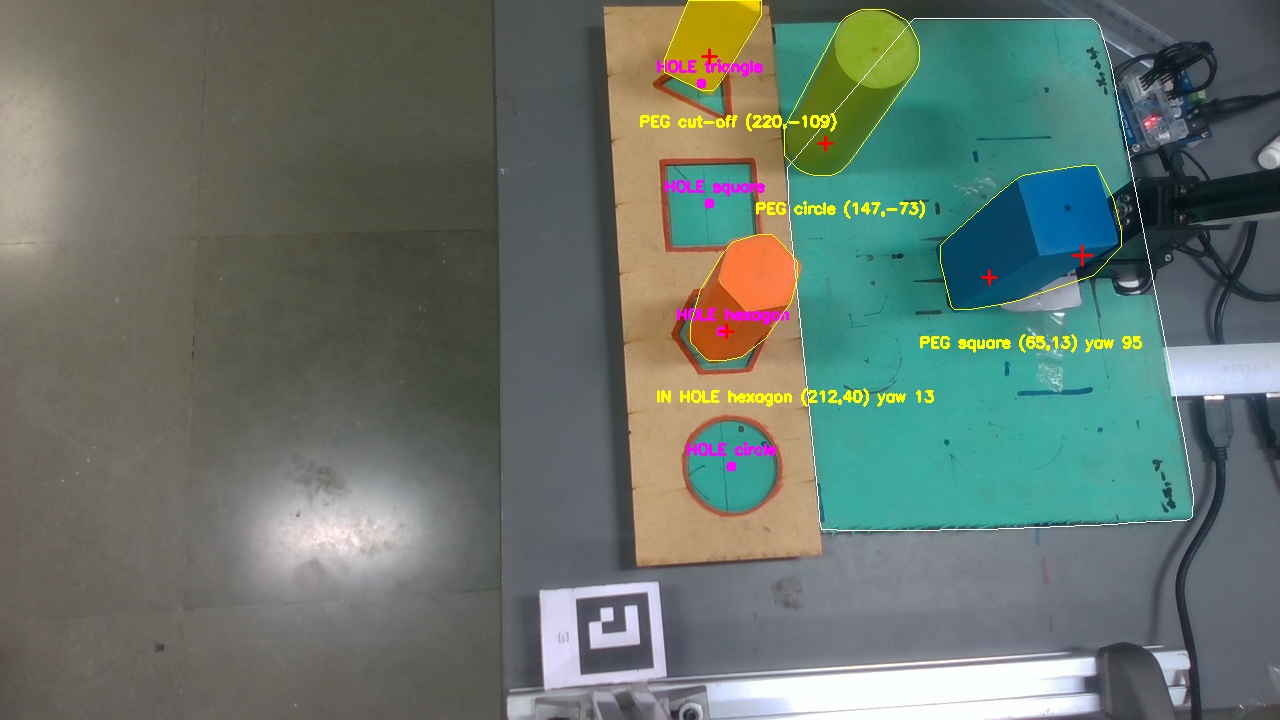 HOLE triangle
PEG cut-off (220,-109)
HOLE square
PEG circle (147,-73)
HOLE hexagon
PEG square (65,13) yaw 95
IN HOLE hexagon (212,40) yaw 13
HOLE circle